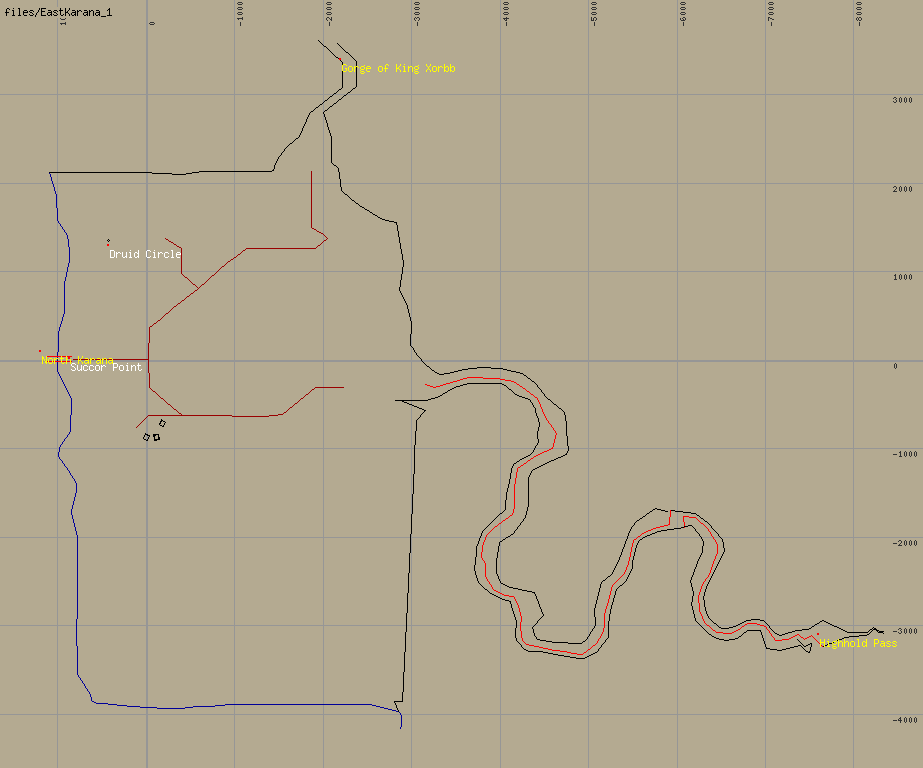 files/EastKarana_1
0
-1000
-2000
-3000
-4000
-5000
-6000
-7000
-8000
Gorge of King Xorbb
3000
2000
Druid Circle
1000
North Karana
0
Succor Point
-1000
-2000
-3000
Highhold Pass
-4000